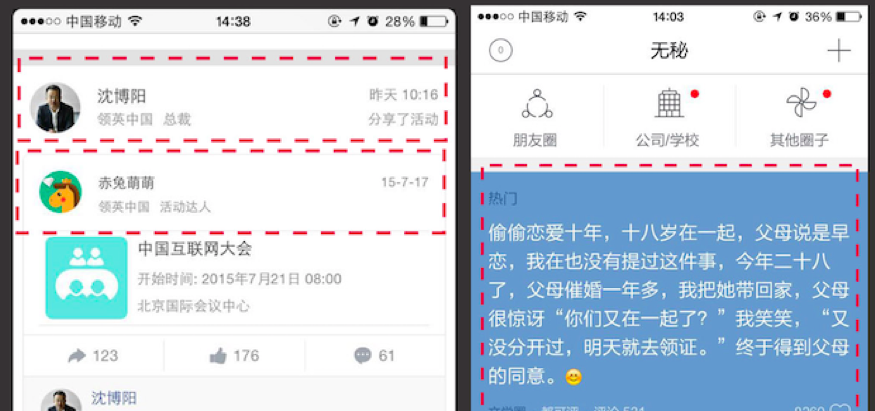 中国移动 14:38 28%
沈博阳 昨天 10:16
领英中国 总裁 分享了活动
赤兔萌萌 15-7-17
领英中国 活动达人
中国互联网大会
开始时间: 2015年7月21日 08:00
北京国际会议中心
123 176 61
沈博阳
中国移动 14:03 36%
0 无秘
朋友圈 公司/学校 其他圈子
热门
偷偷恋爱十年，十八岁在一起，父母说是早
恋，我在也没有提过这件事，今年二十八
了，父母催婚一年多，我把她带回家，父母
很惊讶“你们又在一起了？”我笑笑，“又
没分开过，明天就去领证。”终于得到父母
的同意。